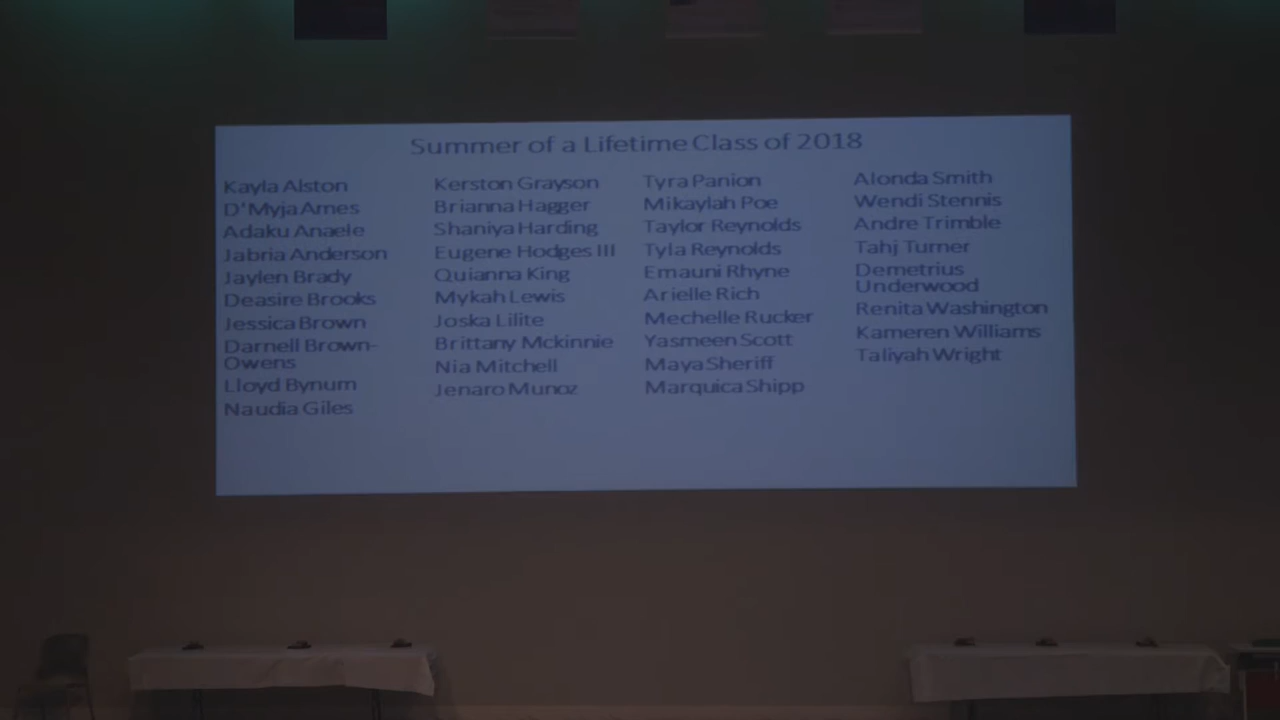 Summer of a Lifetime Class of 2018
Kayla Alston
D'Myja Ames
Adaku Anaele
Jabria Anderson
Jaylen Brady
Deasire Brooks
Jessica Brown
Darnell Brown-
Owens
Lloyd Bynum
Naudia Giles
Kerston Grayson
Brianna Hagger
Shaniya Harding
Eugene Hodges III
Quianna King
Mykah Lewis
Joska Lilite
Brittany Mckinnie
Nia Mitchell
Jenaro Munoz
Tyra Panion
Mikaylah Poe
Taylor Reynolds
Tyla Reynolds
Emauni Rhyne
Arielle Rich
Mechelle Rucker
Yasmeen Scott
Maya Sheriff
Marquica Shipp
Alonda Smith
Wendi Stennis
Andre Trimble
Tahj Turner
Demetrius
Underwood
Renita Washington
Kameren Williams
Taliyah Wright